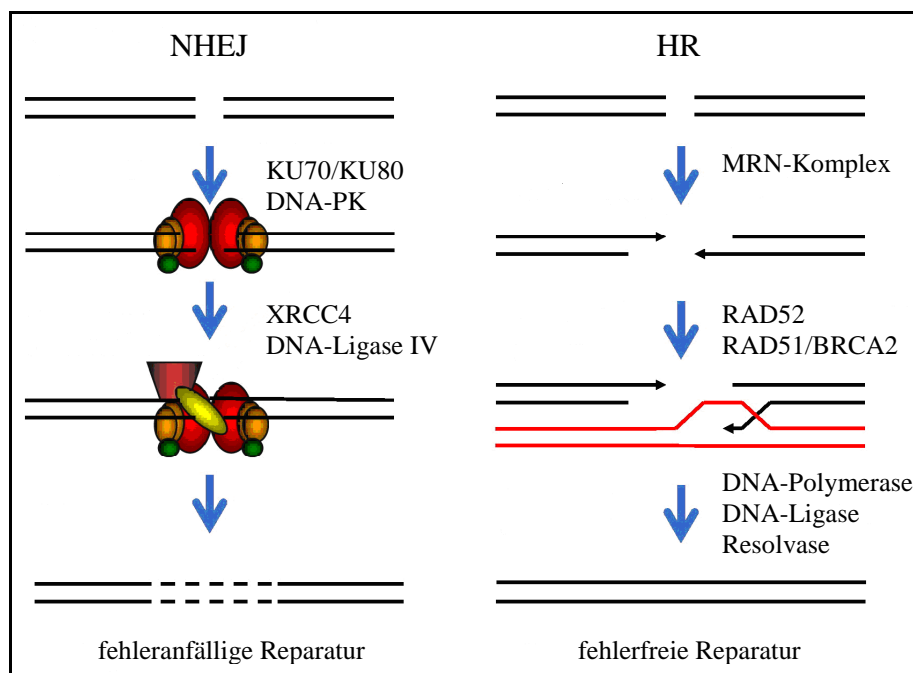 NHEJ
KU70/KU80
DNA-PK
XRCC4
DNA-Ligase IV
fehleranfällige Reparatur
HR
MRN-Komplex
RAD52
RAD51/BRCA2
DNA-Polymerase
DNA-Ligase
Resolvase
fehlerfreie Reparatur